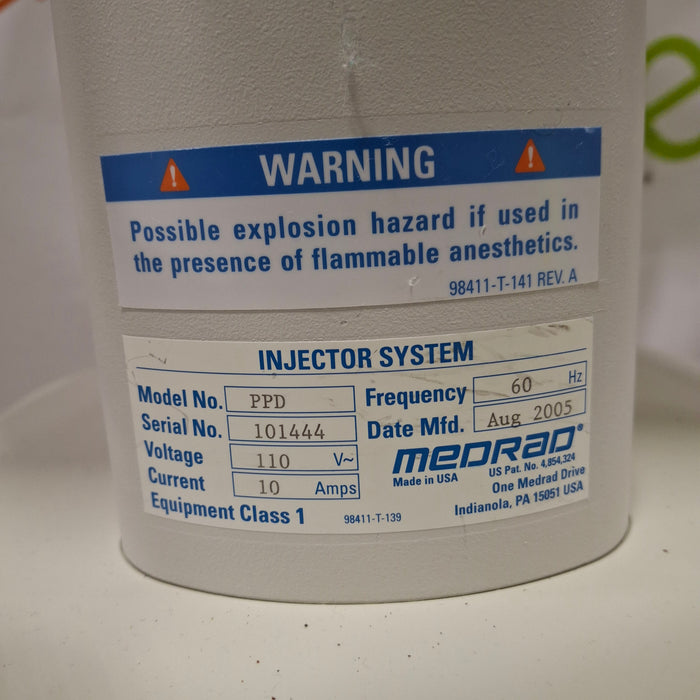 WARNING
Possible explosion hazard if used in
the presence of flammable anesthetics.
98411-T-141 REV. A
INJECTOR SYSTEM
Model No. PPD
Serial No. 101444
Voltage 110 V~
Current 10 Amps
Equipment Class 1
98411-T-139
Frequency 60 Hz
Date Mfd. Aug 2005
MEDRAD®
Made in USA
US Pat. No. 4,854,324
One Medrad Drive
Indianola, PA 15051 USA
e